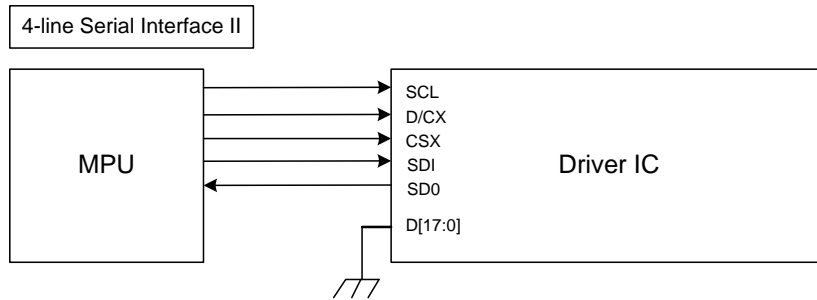 4-line Serial Interface II
MPU
SCL
D/CX
CSX
SDI
SD0
D[17:0]
Driver IC